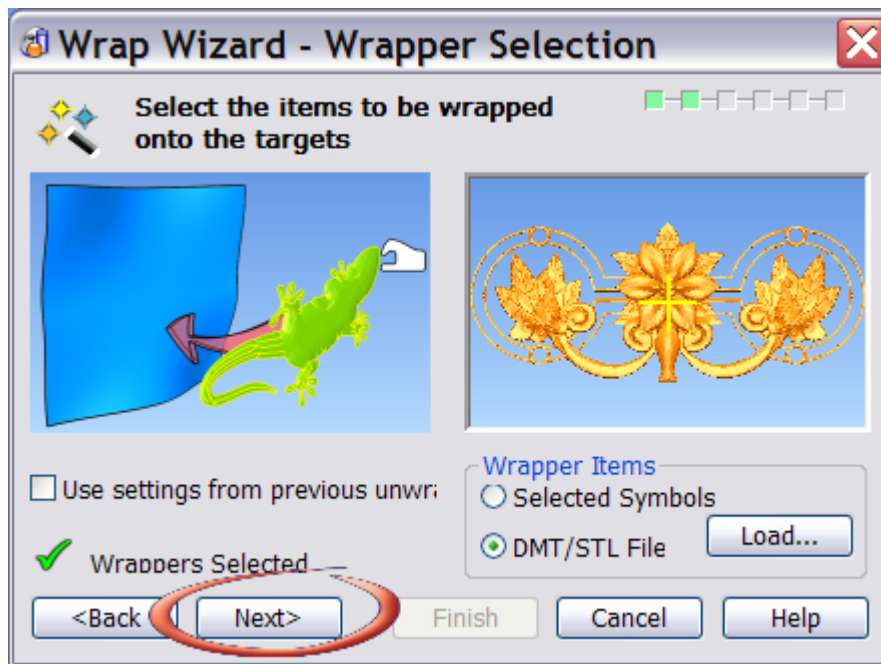 Wrap Wizard - Wrapper Selection
Select the items to be wrapped
onto the targets
Use settings from previous unwra
Wrapper Items
Selected Symbols
DMT/STL File
Load...
Wrappers Selected
<Back
Next>
Finish
Cancel
Help